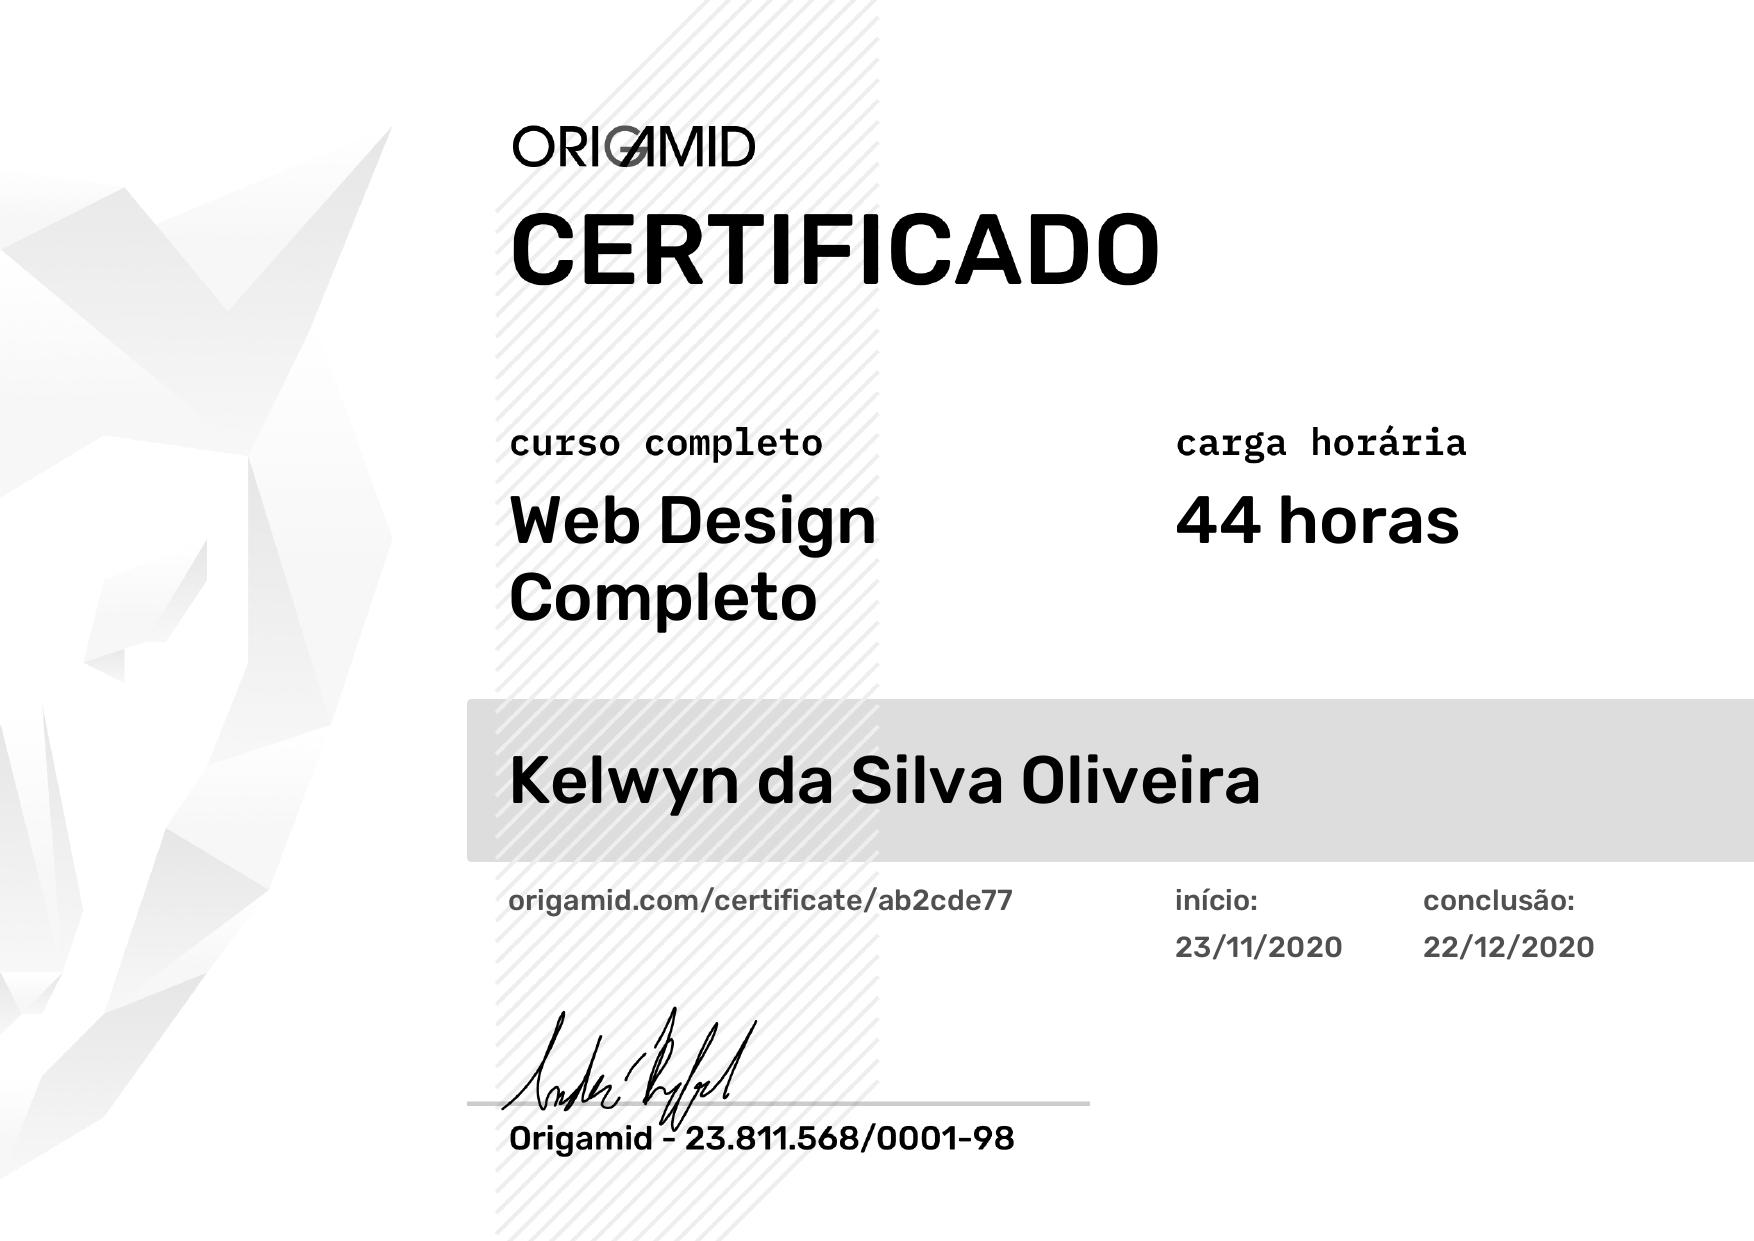 ORIGAMID
CERTIFICADO
curso completo
Web Design
Completo
carga horária
44 horas
Kelwyn da Silva Oliveira
origamid.com/certificate/ab2cde77
início:
23/11/2020
conclusão:
22/12/2020
Origamid - 23.811.568/0001-98